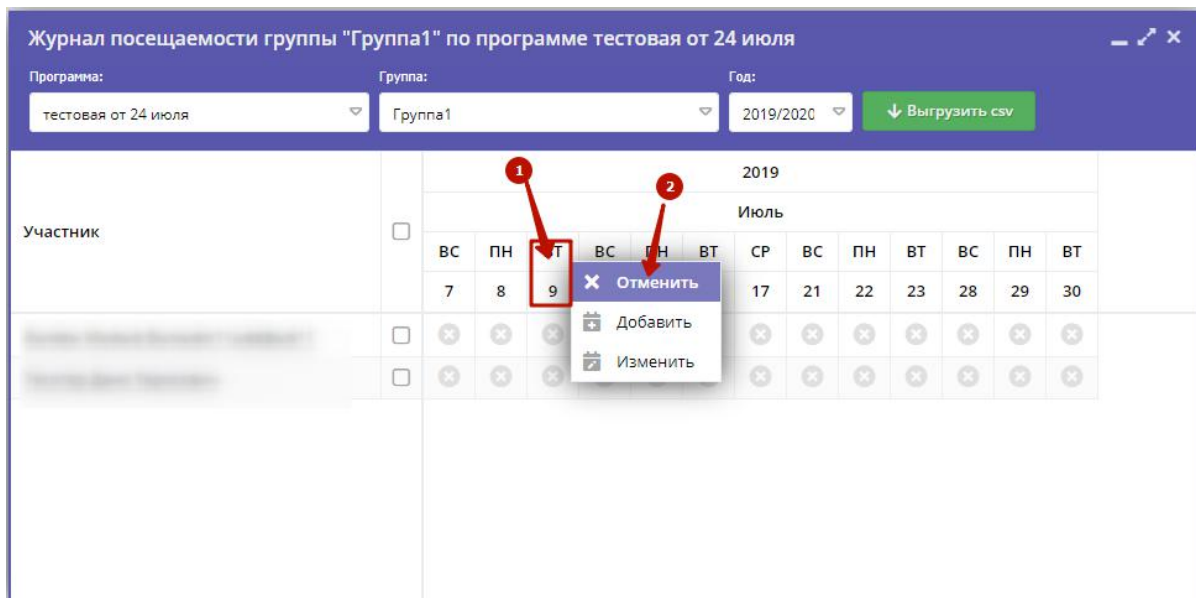 Журнал посещаемости группы "Группа1" по программе тестовая от 24 июля
Программа: Группа: Год:
тестовая от 24 июля Группа1 2019/2020 Выгрузить csv
1 2
2019
Июль
Участник
ВС ПН ВТ ВС ПН ВТ СР ВС ПН ВТ ВС ПН ВТ
7 8 9 17 21 22 23 28 29 30
Отменить
Добавить
Изменить